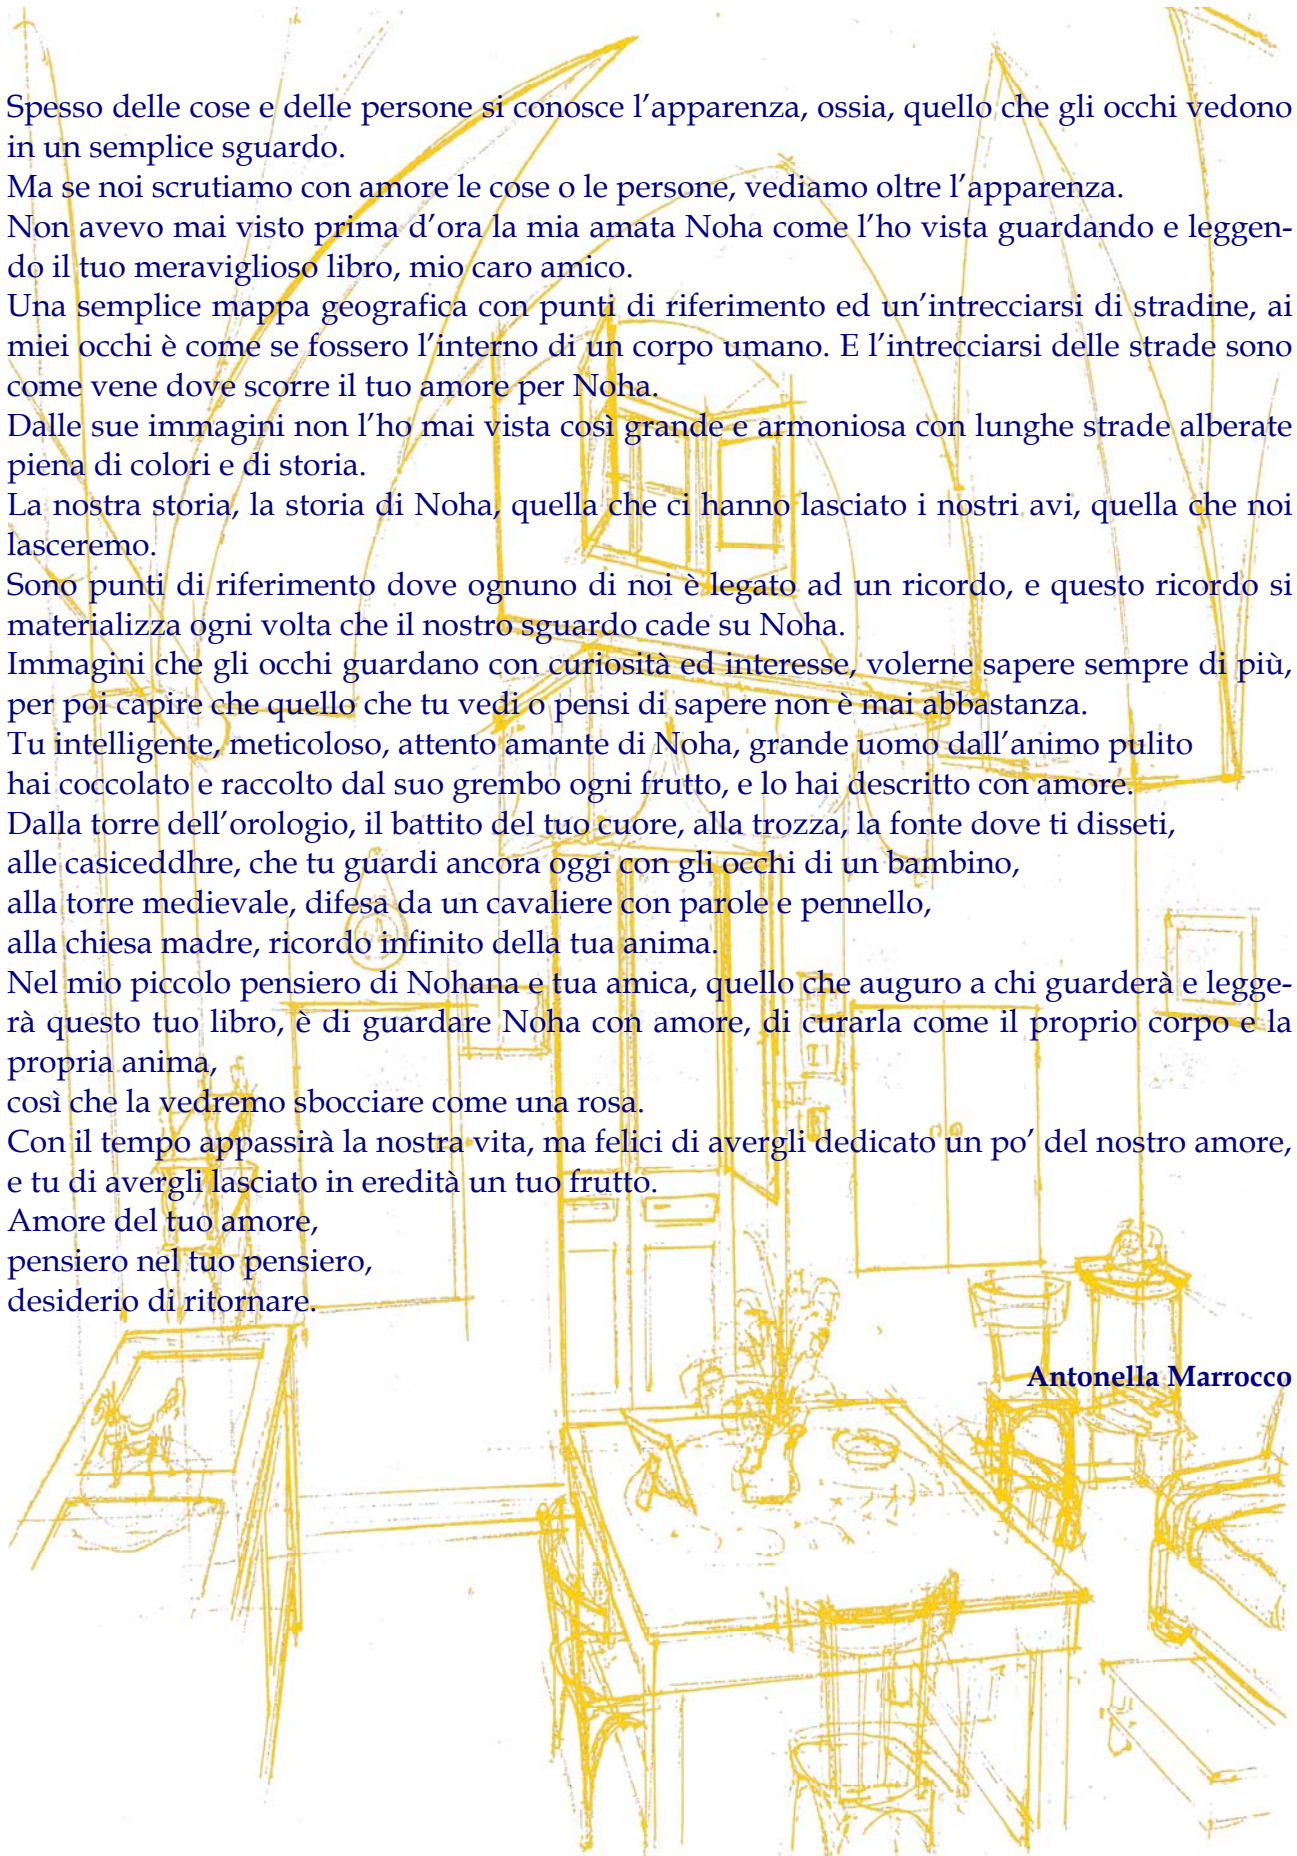 Spesso delle cose e delle persone si conosce l’apparenza, ossia, quello che gli occhi vedono
in un semplice sguardo.
Ma se noi scrutiamo con amore le cose o le persone, vediamo oltre l’apparenza.
Non avevo mai visto prima d’ora la mia amata Noha come l’ho vista guardando e leggen-
do il tuo meraviglioso libro, mio caro amico.
Una semplice mappa geografica con punti di riferimento ed un’intrecciarsi di stradine, ai
miei occhi è come se fossero l’interno di un corpo umano. E l’intrecciarsi delle strade sono
come vene dove scorre il tuo amore per Noha.
Dalle sue immagini non l’ho mai vista così grande e armoniosa con lunghe strade alberate
piena di colori e di storia.
La nostra storia, la storia di Noha, quella che ci hanno lasciato i nostri avi, quella che noi
lasceremo.
Sono punti di riferimento dove ognuno di noi è legato ad un ricordo, e questo ricordo si
materializza ogni volta che il nostro sguardo cade su Noha.
Immagini che gli occhi guardano con curiosità ed interesse, volerne sapere sempre di più,
per poi capire che quello che tu vedi o pensi di sapere non è mai abbastanza.
Tu intelligente, meticoloso, attento amante di Noha, grande uomo dall’animo pulito
hai coccolato e raccolto dal suo grembo ogni frutto, e lo hai descritto con amore.
Dalla torre dell’orologio, il battito del tuo cuore, alla trozza, la fonte dove ti disseti,
alle casiceddhre, che tu guardi ancora oggi con gli occhi di un bambino,
alla torre medievale, difesa da un cavaliere con parole e pennello,
alla chiesa madre, ricordo infinito della tua anima.
Nel mio piccolo pensiero di Nohana e tua amica, quello che auguro a chi guarderà e legge-
rà questo tuo libro, è di guardare Noha con amore, di curarla come il proprio corpo e la
propria anima,
così che la vedremo sbocciare come una rosa.
Con il tempo appassirà la nostra vita, ma felici di avergli dedicato un po’ del nostro amore,
e tu di avergli lasciato in eredità un tuo frutto.
Amore del tuo amore,
pensiero nel tuo pensiero,
desiderio di ritornare.
Antonella Marrocco